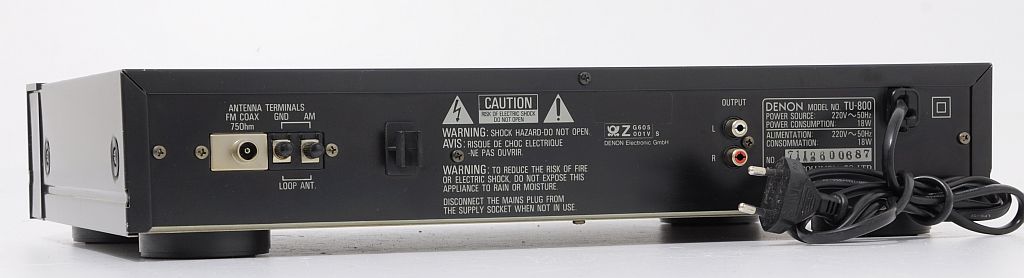 ANTENNA TERMINALS
FM COAX GND AM
75Ohm
LOOP ANT.
CAUTION
RISK OF ELECTRIC SHOCK
DO NOT OPEN
WARNING: SHOCK HAZARD-DO NOT OPEN.
AVIS: RISQUE DE CHOC ELECTRIQUE
-NE PAS OUVRIR.
WARNING: TO REDUCE THE RISK OF FIRE
OR ELECTRIC SHOCK, DO NOT EXPOSE THIS
APPLIANCE TO RAIN OR MOISTURE.
DISCONNECT THE MAINS PLUG FROM
THE SUPPLY SOCKET WHEN NOT IN USE.
Z G605
001V S
DENON Electronic GmbH
OUTPUT
L
R
DENON MODEL NO. TU-800
POWER SOURCE: 220V~50Hz
POWER CONSUMPTION: 18W
ALIMENTATION: 220V~50Hz
CONSOMMATION: 18W
NO. 7112600687